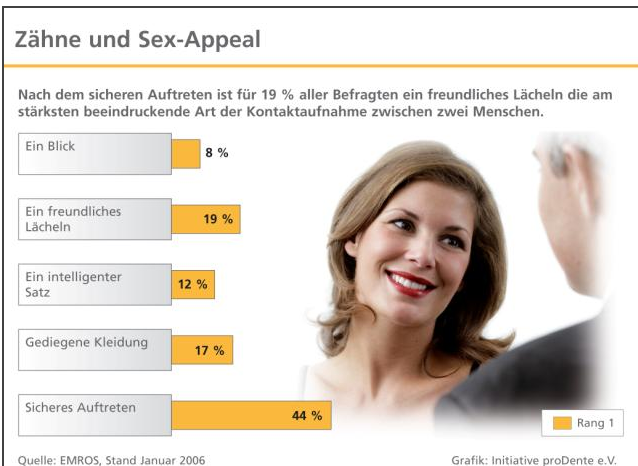 Zähne und Sex-Appeal
Nach dem sicheren Auftreten ist für 19 % aller Befragten ein freundliches Lächeln die am
stärksten beeindruckende Art der Kontaktaufnahme zwischen zwei Menschen.
Ein Blick
8 %
Ein freundliches
Lächeln
19 %
Ein intelligenter
Satz
12 %
Gediegene Kleidung
17 %
Sicheres Auftreten
44 %
Rang 1
Quelle: EMROS, Stand Januar 2006
Grafik: Initiative proDente e.V.